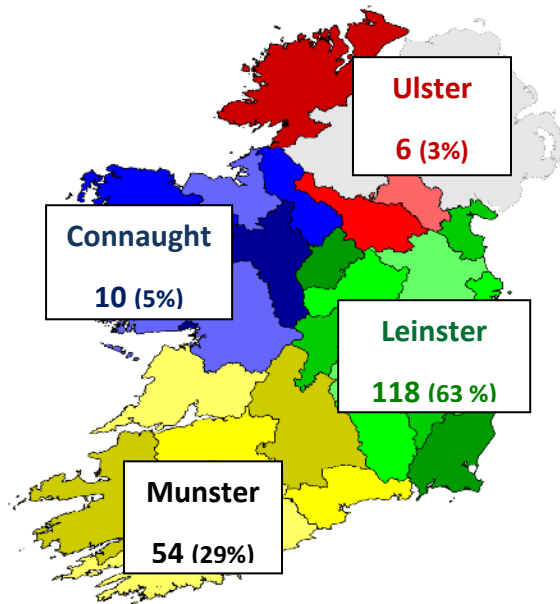 Ulster
6 (3%)
Connaught
10 (5%)
Leinster
118 (63 %)
Munster
54 (29%)